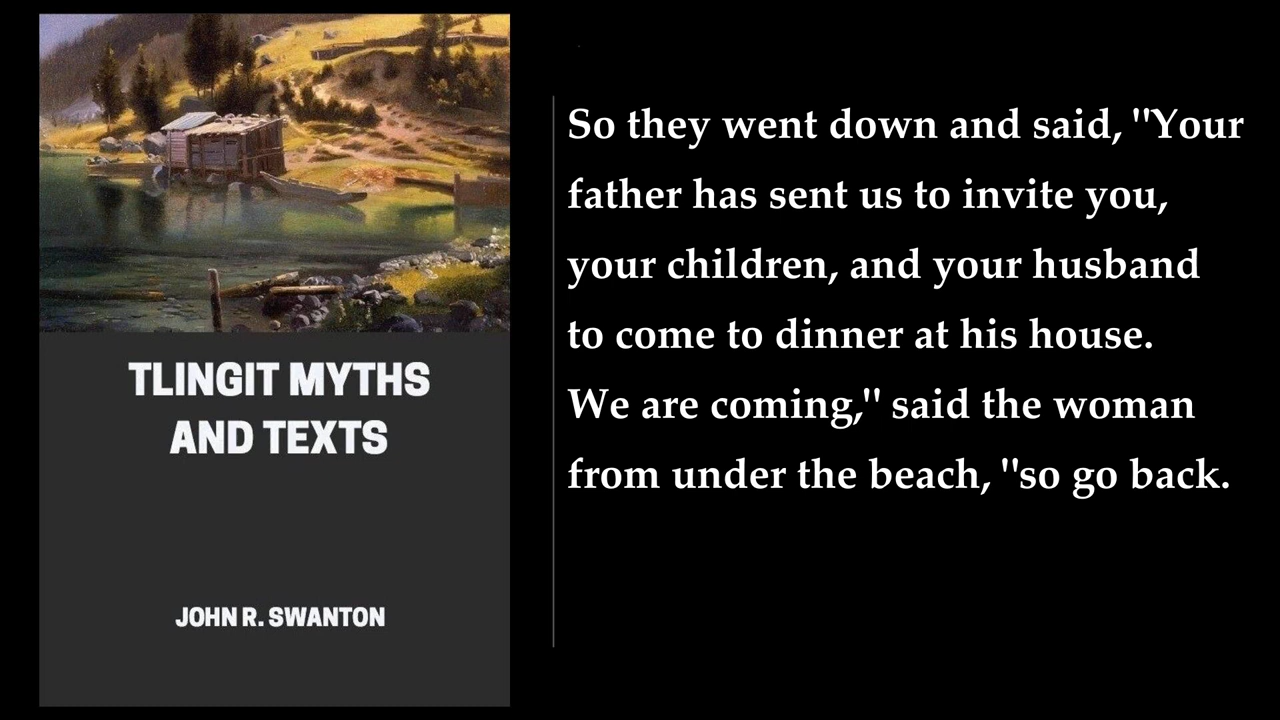 TLINGIT MYTHS
AND TEXTS
JOHN R. SWANTON
So they went down and said, "Your
father has sent us to invite you,
your children, and your husband
to come to dinner at his house.
We are coming," said the woman
from under the beach, "so go back.